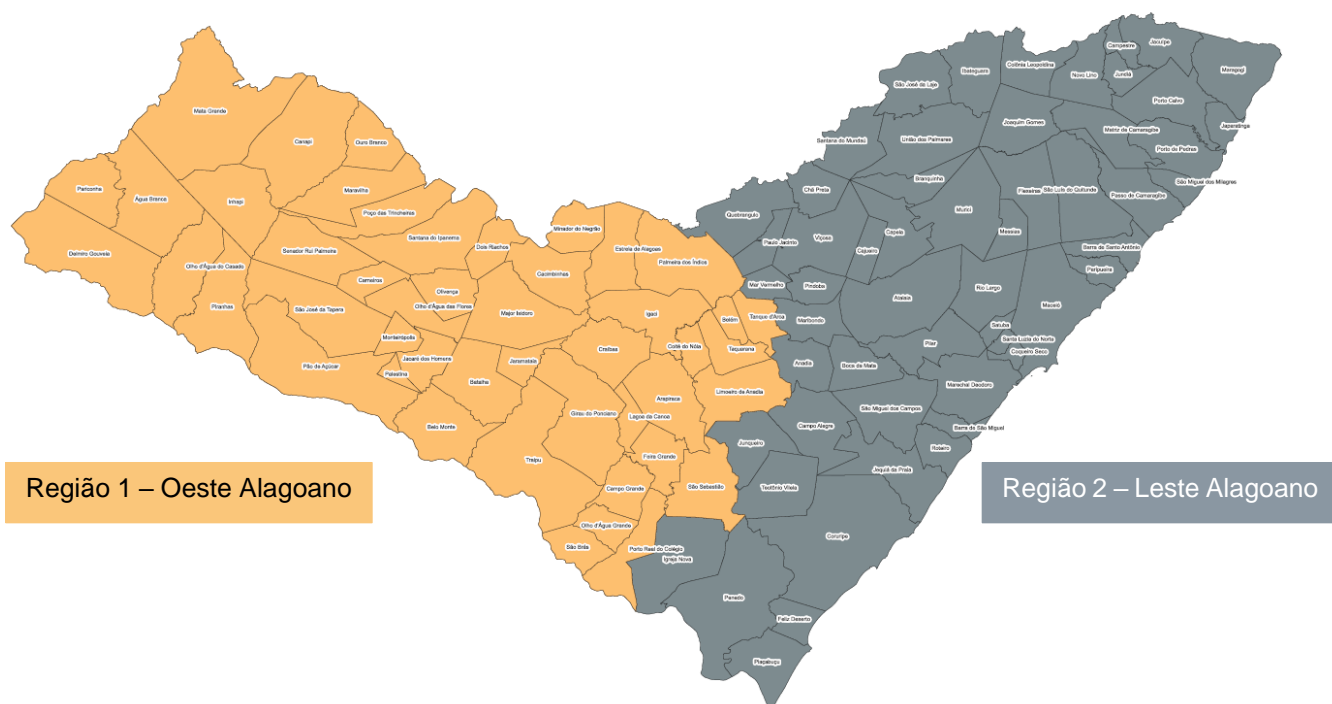 Campestre
Jacuípe
Colônia Leopoldina
Maragogi
Ibateguara
Novo Lino
Jundiá
São José da Laje
Porto Calvo
Mata Grande
Joaquim Gomes
Japaratinga
Matriz de Camaragibe
Santana do Mundaú
União dos Palmares
Canapi
Ouro Branco
Porto de Pedras
Branquinha
São Miguel dos Milagres
Pariconha
Maravilha
Chã Preta
Flexeiras
São Luís do Quitunde
Passo de Camaragibe
Água Branca
Inhapi
Murici
Poço das Trincheiras
Quebrangulo
Minador do Negrão
Messias
Capela
Santana do Ipanema
Viçosa
Paulo Jacinto
Dois Riachos
Estrela de Alagoas
Barra de Santo Antônio
Senador Rui Palmeira
Cajueiro
Delmiro Gouveia
Palmeira dos Índios
Olho d'Água do Casado
Paripueira
Cacimbinhas
Carneiros
Mar Vermelho
Pindoba
Rio Largo
Olivença
Atalaia
Piranhas
Olho d'Água das Flores
Maceió
São José da Tapera
Major Isidoro
Igaci
Tanque d'Arca
Belém
Maribondo
Satuba
Monteirópolis
Santa Luzia do Norte
Pilar
Coité do Nóia
Craíbas
Taquarana
Coqueiro Seco
Jacaré dos Homens
Jaramataia
Anadia
Pão de Açúcar
Boca da Mata
Palestina
Batalha
Marechal Deodoro
Limoeiro de Anadia
Arapiraca
São Miguel dos Campos
Girau do Ponciano
Lagoa da Canoa
Belo Monte
Campo Alegre
Barra de São Miguel
Junqueiro
Roteiro
Feira Grande
Traipu
Jequiá da Praia
São Sebastião
Campo Grande
Teotônio Vilela
Região 1 – Oeste Alagoano
Região 2 – Leste Alagoano
Olho d'Água Grande
Coruripe
São Brás
Porto Real do Colégio
Igreja Nova
Penedo
Feliz Deserto
Piaçabuçu